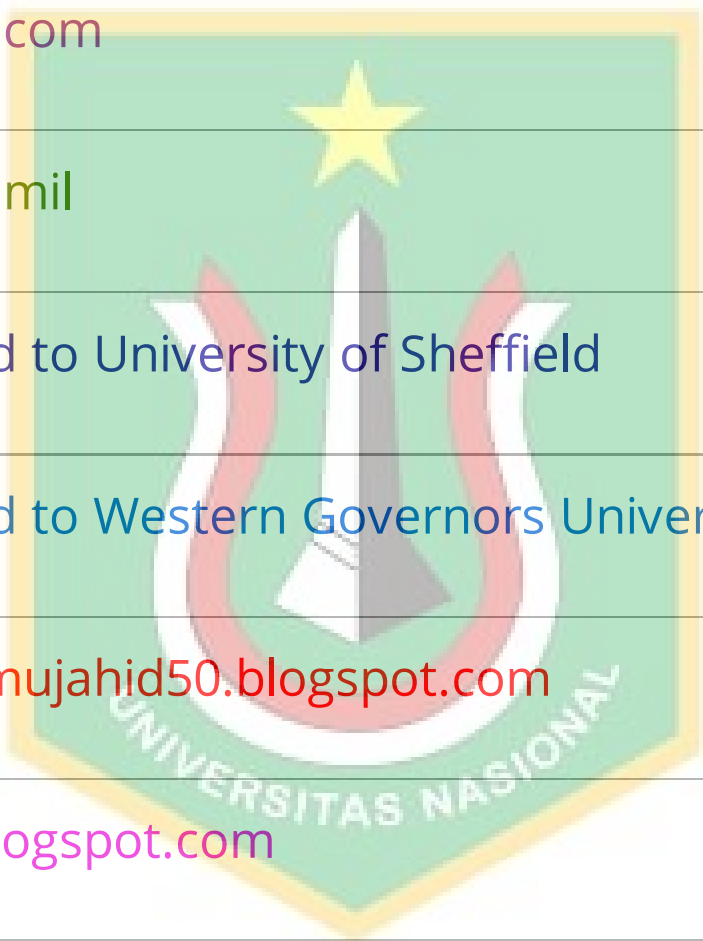 com
mil
d to University of Sheffield
d to Western Governors Univer
mujahid50.blogspot.com
UNIVERSITAS NASIONAL
ogspot.com